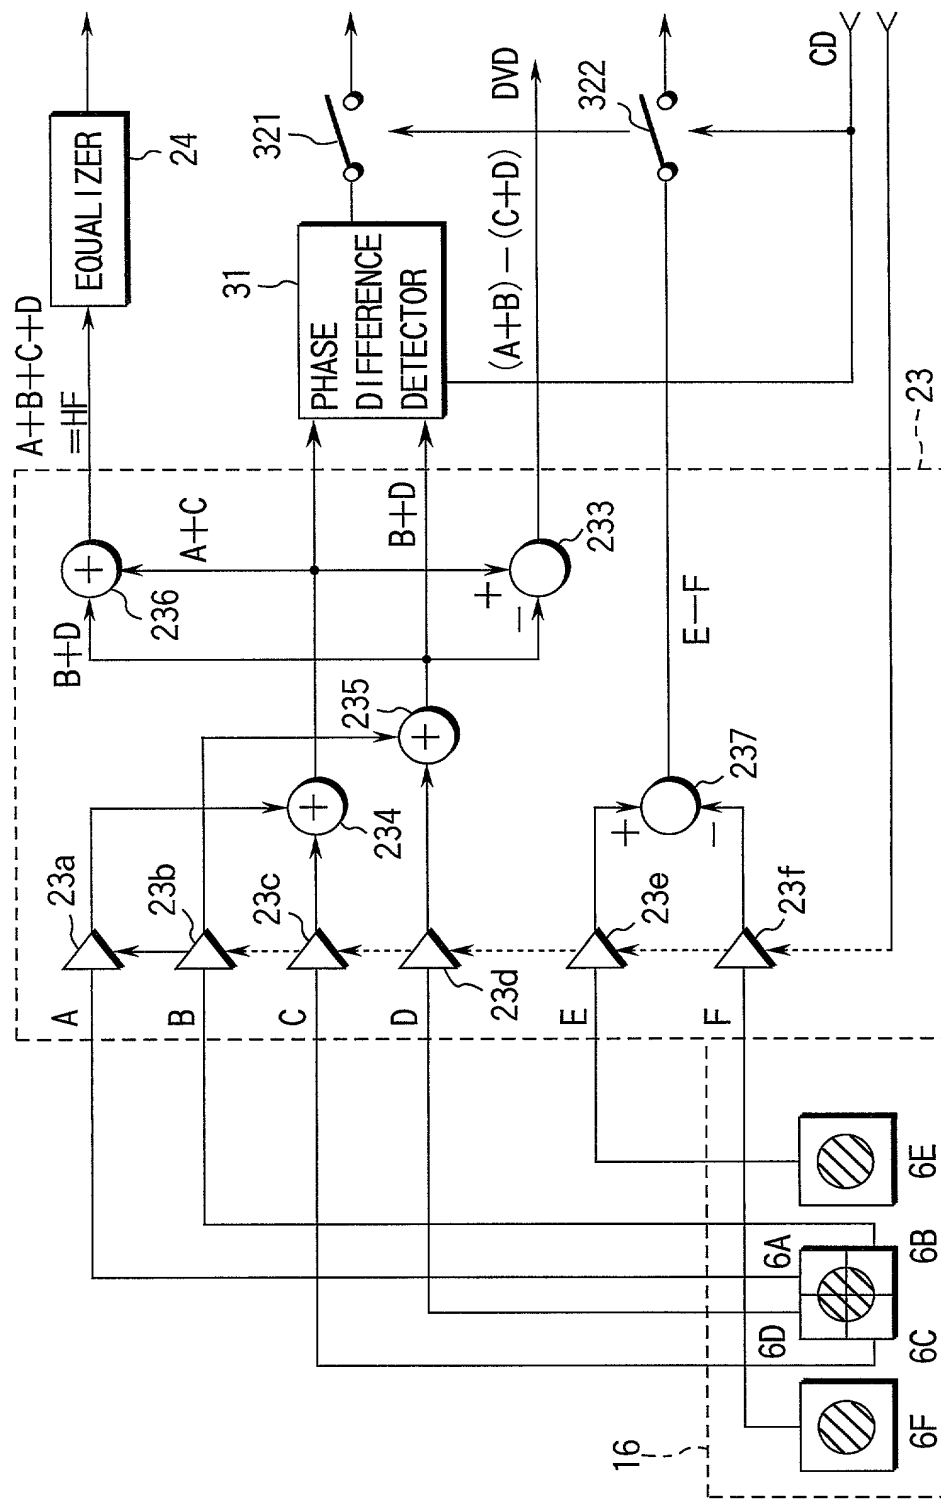 A+B+C+D
=HF
EQUALIZER
24
B+D
236
A+C
31
PHASE
DIFFERENCE
DETECTOR
321
B+D
(A+B)-(C+D)
DVD
322
CD
+
-
233
23
A
23a
B
23b
C
23c
D
23d
E
23e
F
23f
+
234
+
235
+
-
237
E-F
+
16
6A
6B
6C
6D
6E
6F